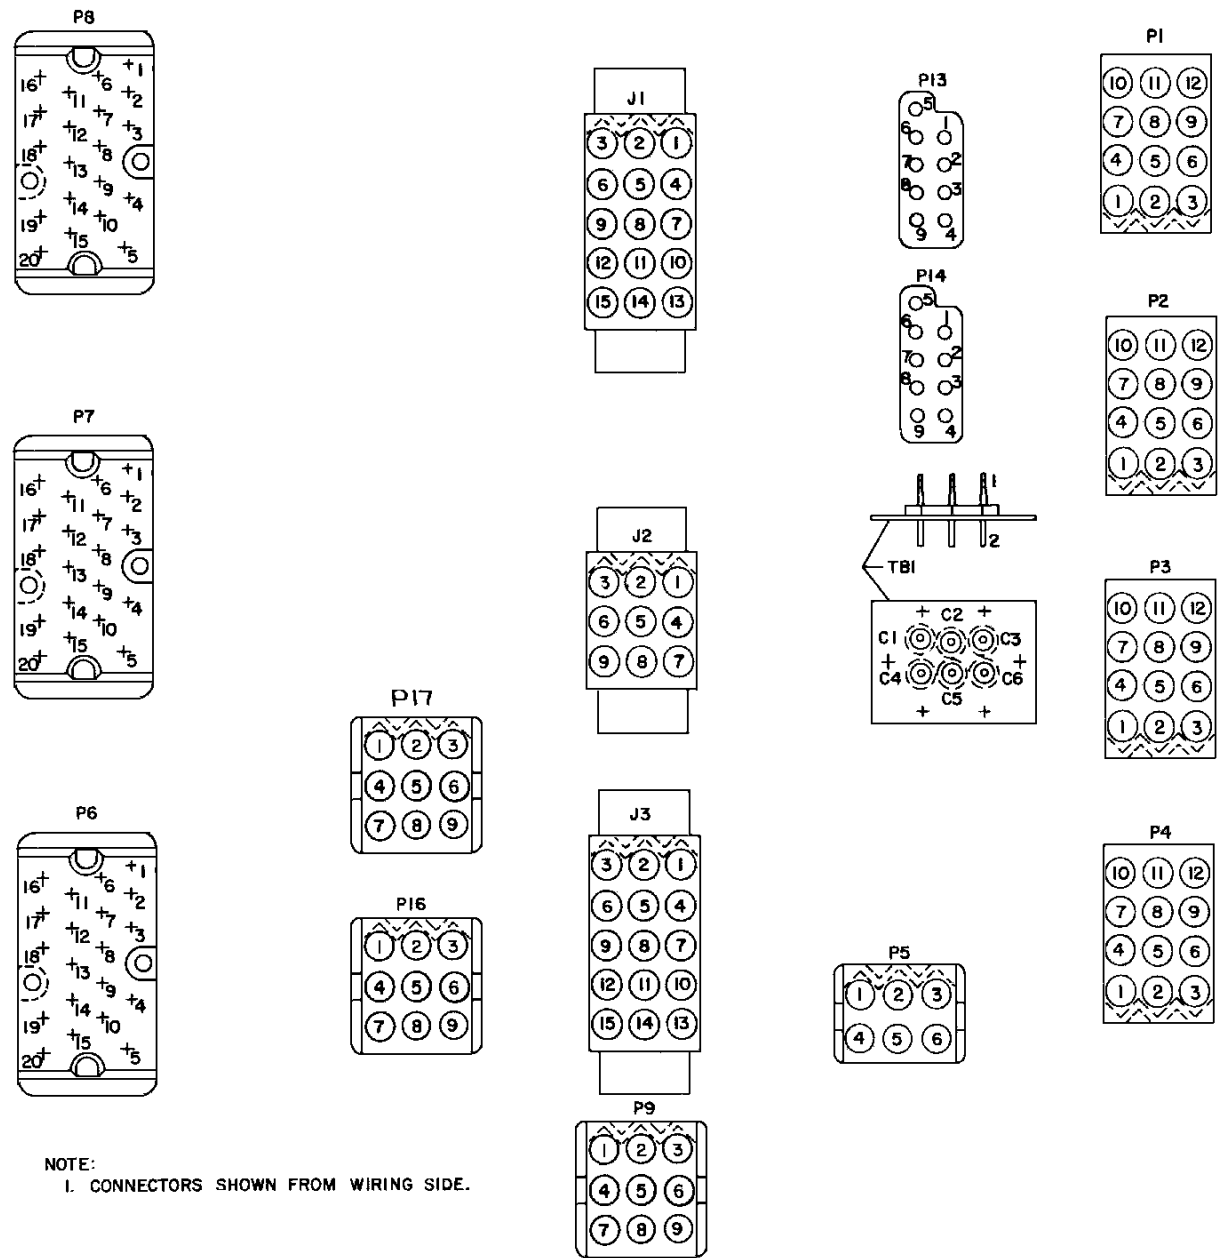 P8
16 6 1
11 2
17 7
12 3
18 8
13
9
14 4
19 10
15
20 5
P7
16 6 1
11 2
17 7
12 3
18 8
13
9
14 4
19 10
15
20 5
P6
16 6 1
11 2
17 7
12 3
18 8
13
9
14 4
19 10
15
20 5
P17
1 2 3
4 5 6
7 8 9
P16
1 2 3
4 5 6
7 8 9
J1
3 2 1
6 5 4
9 8 7
12 11 10
15 14 13
J2
3 2 1
6 5 4
9 8 7
J3
3 2 1
6 5 4
9 8 7
12 11 10
15 14 13
P9
1 2 3
4 5 6
7 8 9
P13
5
6 1
7 2
8 3
9 4
P14
5
6 1
7 2
8 3
9 4
1
2
TB1
C1 C2 C3
C4 C5 C6
P5
1 2 3
4 5 6
P1
10 11 12
7 8 9
4 5 6
1 2 3
P2
10 11 12
7 8 9
4 5 6
1 2 3
P3
10 11 12
7 8 9
4 5 6
1 2 3
P4
10 11 12
7 8 9
4 5 6
1 2 3
NOTE:
1. CONNECTORS SHOWN FROM WIRING SIDE.